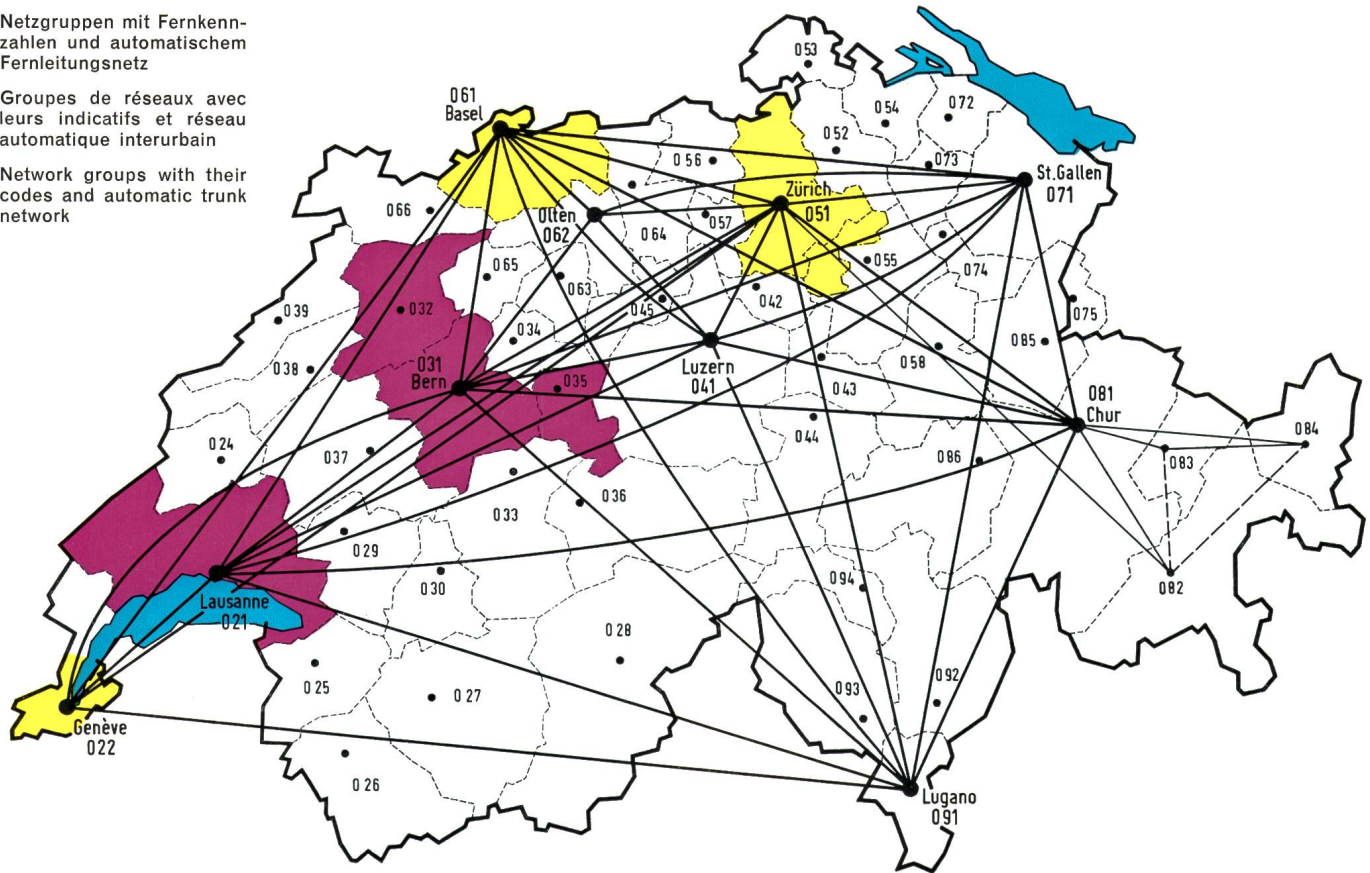 Netzgruppen mit Fernkenn-
zahlen und automatischem
Fernleitungsnetz
Groupes de réseaux avec
leurs indicatifs et réseau
automatique interurbain
Network groups with their
codes and automatic trunk
network
053
061
Basel
054
072
052
056
073
St.Gallen
071
Zürich
051
066
Olten
062
057
064
055
074
065
063
039
032
045
042
075
034
085
058
038
031
Bern
Luzern
041
035
043
081
Chur
044
084
024
037
086
083
036
033
029
094
030
082
Lausanne
021
028
25
27
093
092
Genève
022
26
Lugano
091